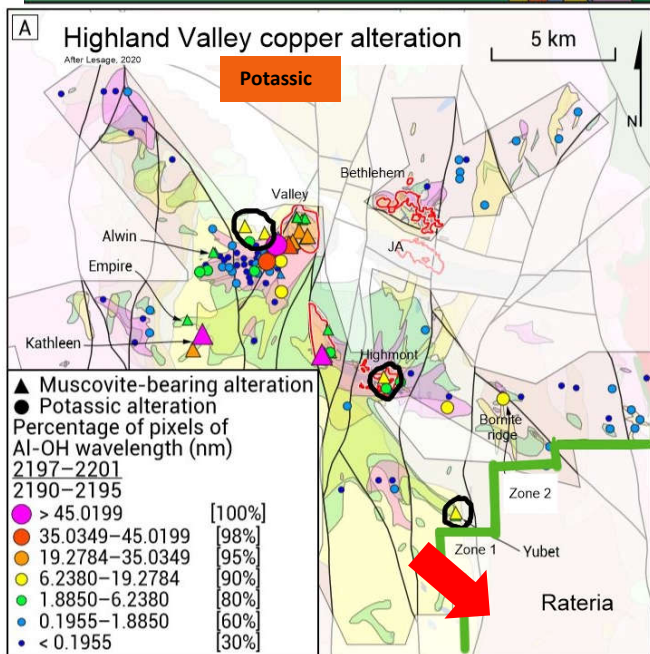 A
Highland Valley copper alteration
After Lesage, 2020
5 km
Potassic
N
Bethlehem
Valley
Alwin
JA
Empire
Kathleen
Highmont
Bornite
ridge
Zone 2
Zone 1
Yubet
Rateria
Muscovite-bearing alteration
Potassic alteration
Percentage of pixels of
Al-OH wavelength (nm)
2197–2201
2190–2195
> 45.0199 [100%]
35.0349–45.0199 [98%]
19.2784–35.0349 [95%]
6.2380–19.2784 [90%]
1.8850–6.2380 [80%]
0.1955–1.8850 [60%]
< 0.1955 [30%]